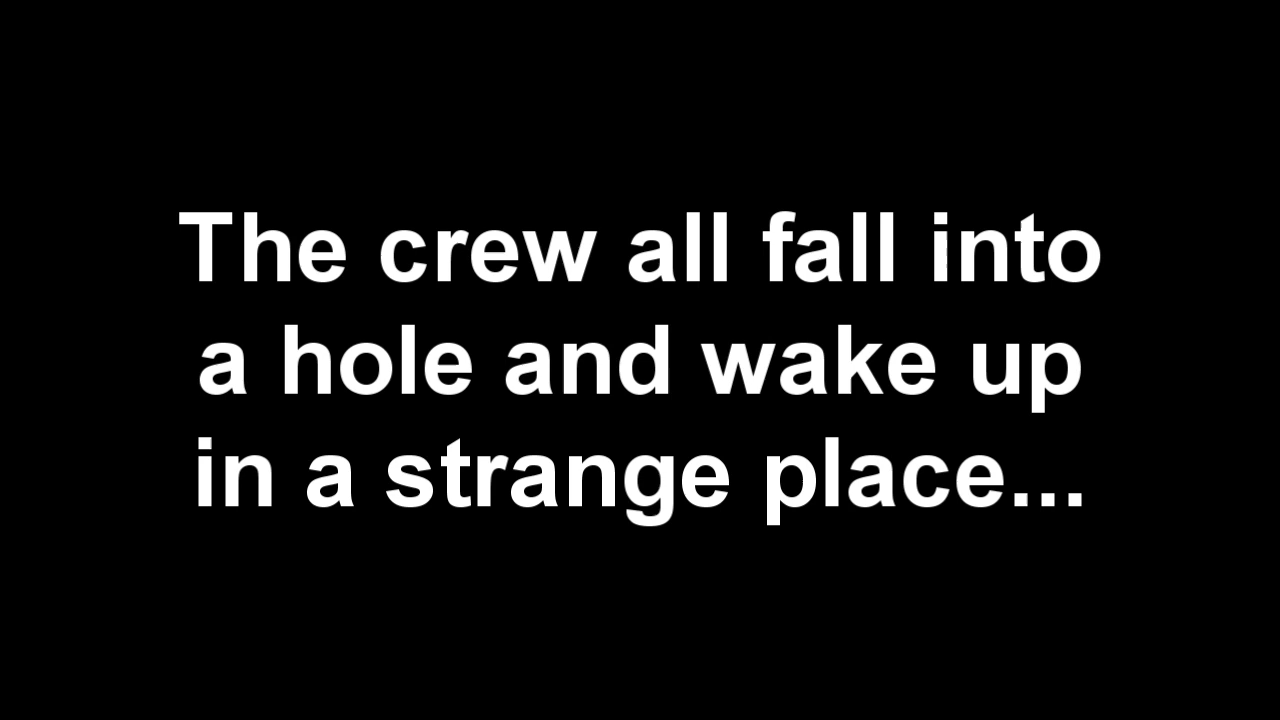 The crew all fall into
a hole and wake up
in a strange place...